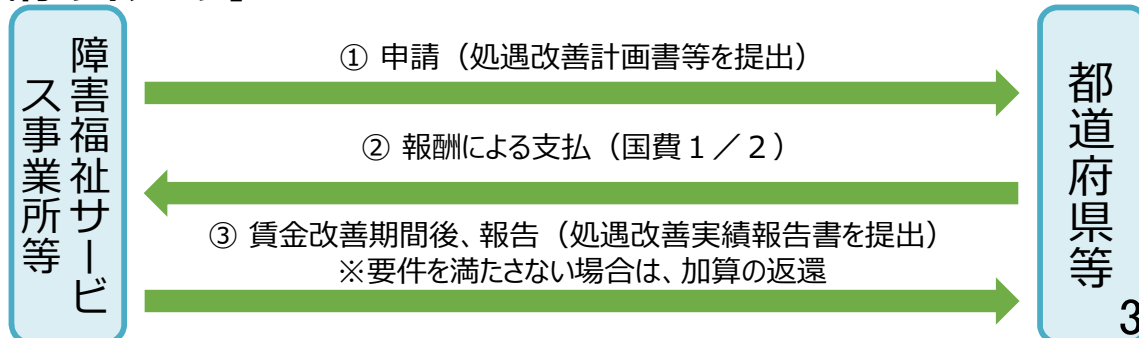 障害福祉サービ
ス事業所等
① 申請（処遇改善計画書等を提出）
② 報酬による支払（国費１／２）
③ 賃金改善期間後、報告（処遇改善実績報告書を提出）
※要件を満たさない場合は、加算の返還
都道府県等
3